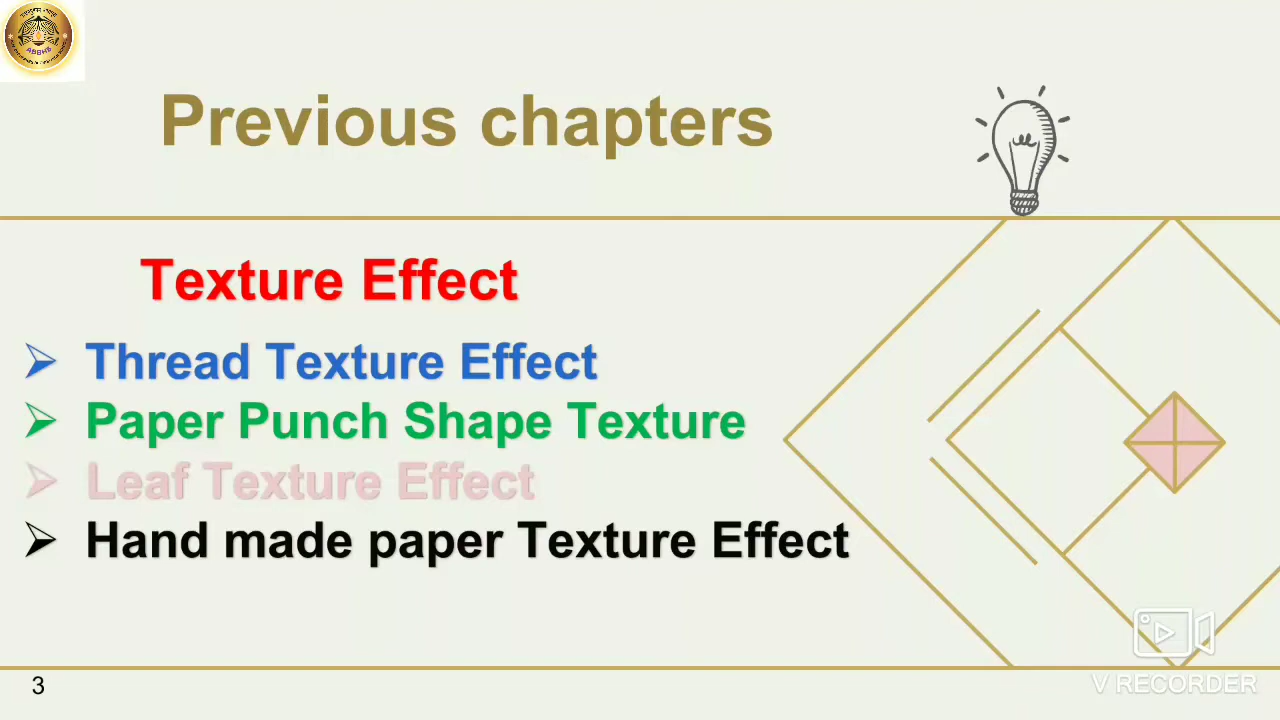 ABBHS
Previous chapters
Texture Effect
Thread Texture Effect
Paper Punch Shape Texture
Leaf Texture Effect
Hand made paper Texture Effect
V RECORDER
3